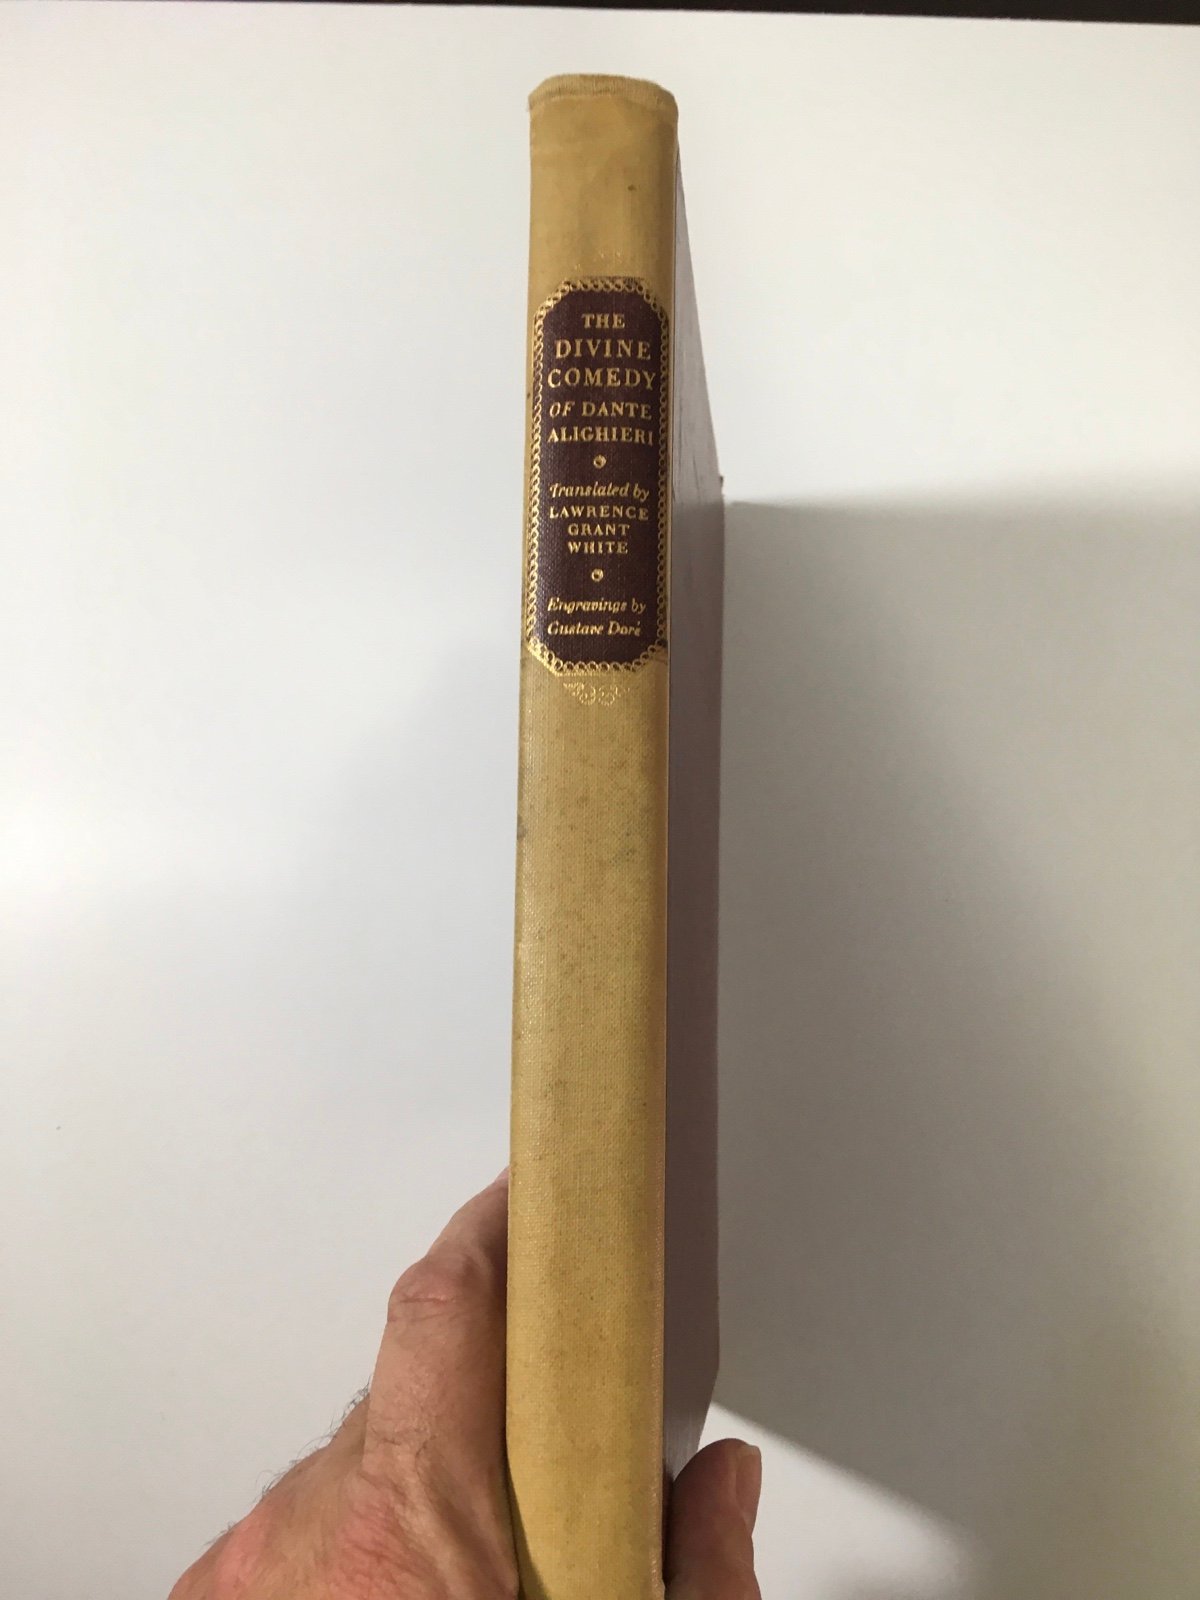 THE
DIVINE
COMEDY
OF DANTE
ALIGHIERI
Translated by
LAWRENCE
GRANT
WHITE
Engravings by
Gustave Doré